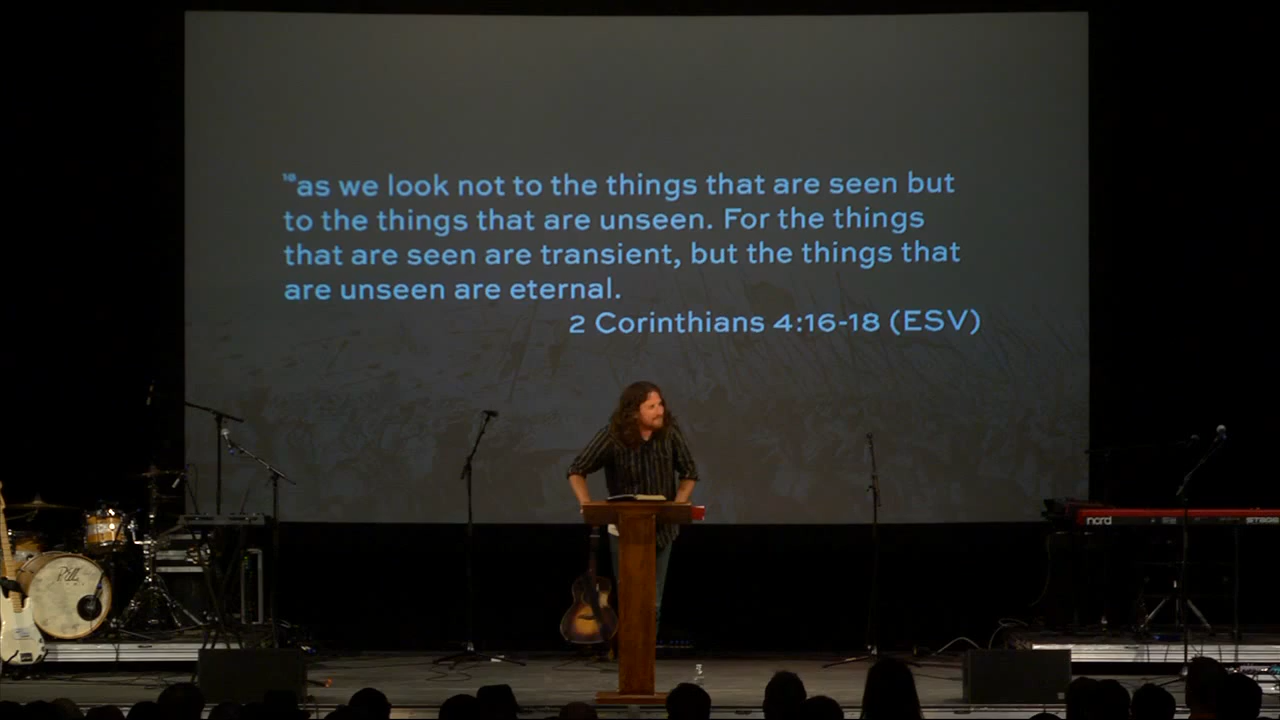 ¹⁸as we look not to the things that are seen but
to the things that are unseen. For the things
that are seen are transient, but the things that
are unseen are eternal.
2 Corinthians 4:16-18 (ESV)
nord